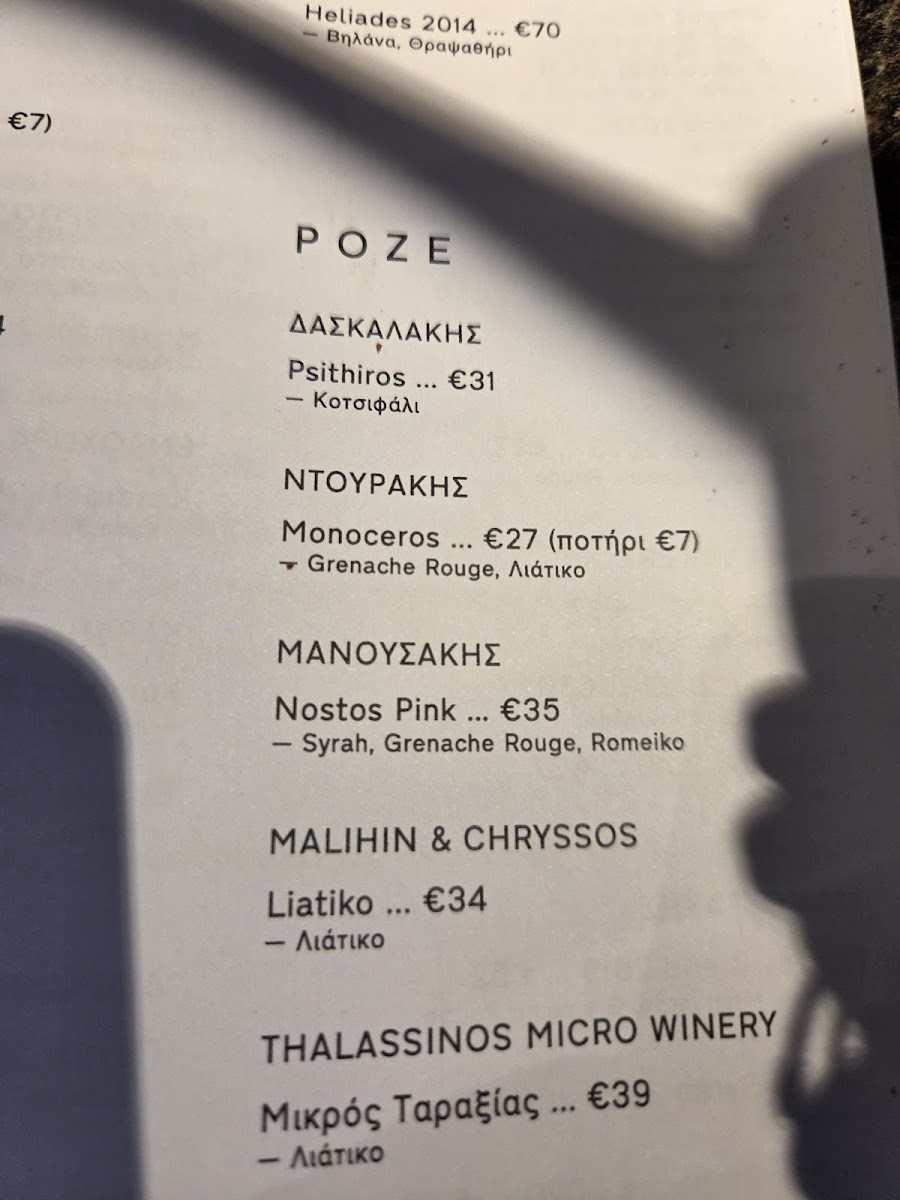 Heliades 2014 ... €70
— Βηλάνα, Θραψαθήρι
€7)
ΡΟΖΕ
ΔΑΣΚΑΛΑΚΗΣ
Psithiros ... €31
— Κοτσιφάλι
ΝΤΟΥΡΑΚΗΣ
Monoceros ... €27 (ποτήρι €7)
— Grenache Rouge, Λιάτικο
ΜΑΝΟΥΣΑΚΗΣ
Nostos Pink ... €35
— Syrah, Grenache Rouge, Romeiko
MALIHIN & CHRYSSOS
Liatiko ... €34
— Λιάτικο
THALASSINOS MICRO WINERY
Μικρός Ταραξίας ... €39
— Λιάτικο